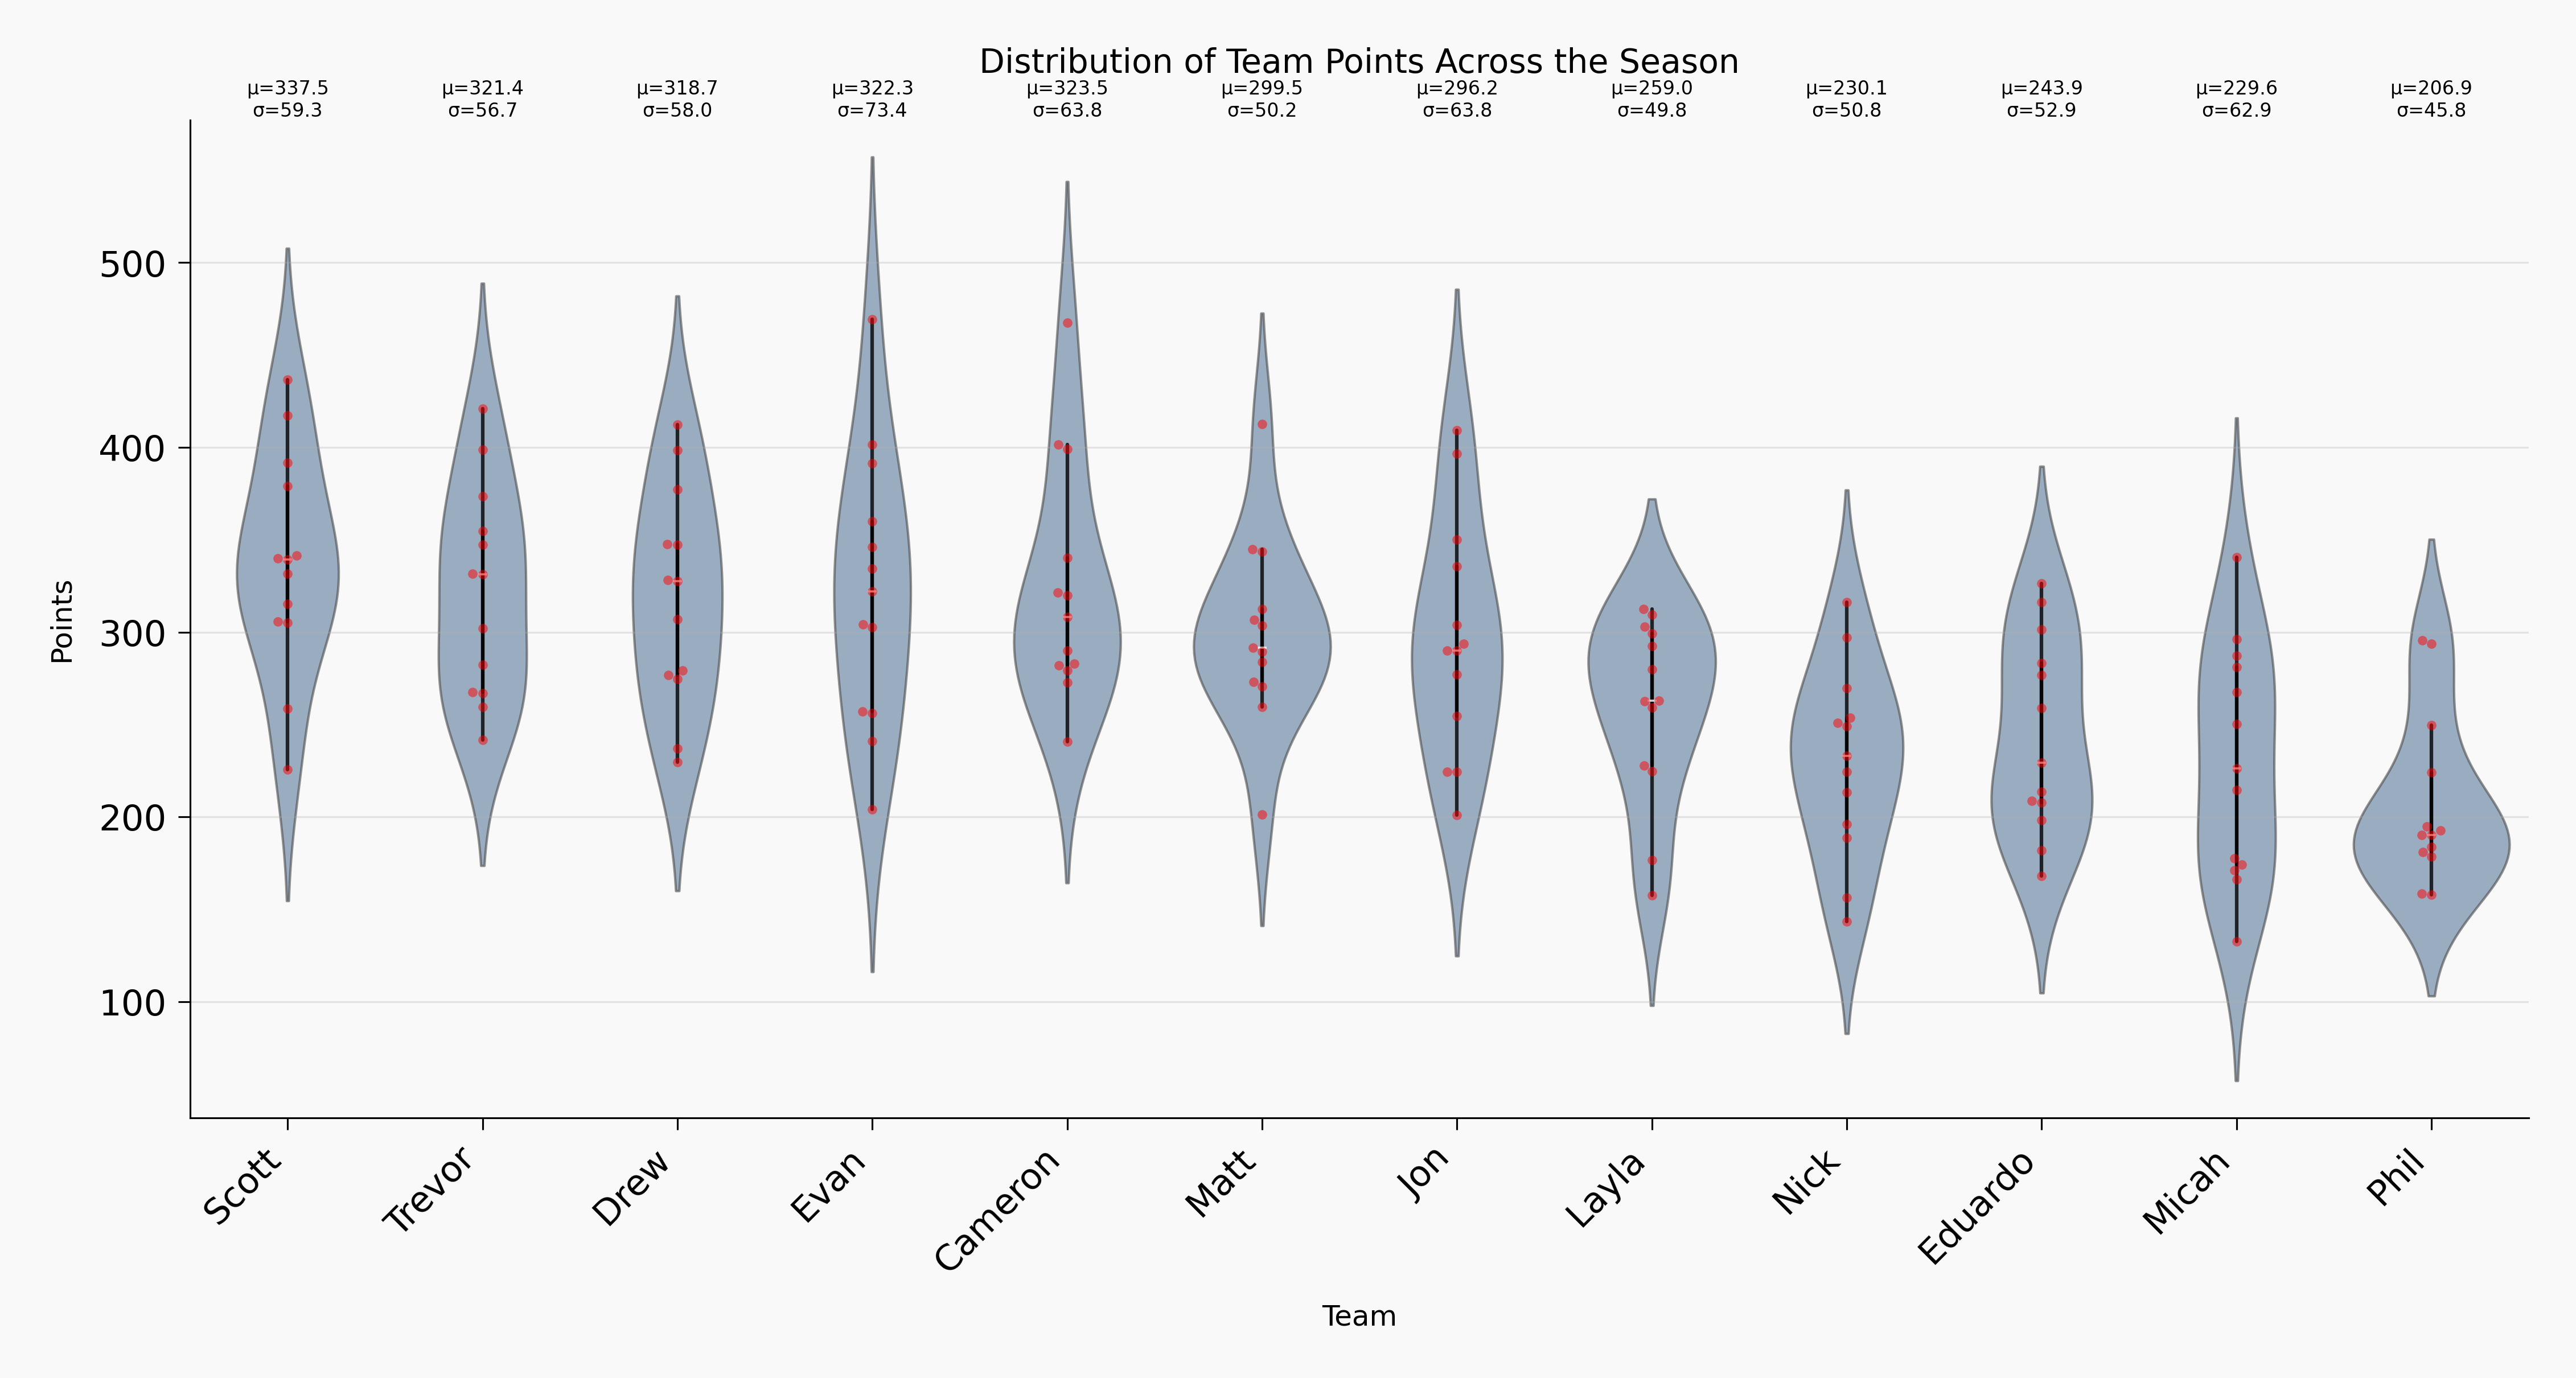 Distribution of Team Points Across the Season
μ=337.5 μ=321.4 μ=318.7 μ=322.3 μ=323.5 μ=299.5 μ=296.2 μ=259.0 μ=230.1 μ=243.9 μ=229.6 μ=206.9
σ=59.3 σ=56.7 σ=58.0 σ=73.4 σ=63.8 σ=50.2 σ=63.8 σ=49.8 σ=50.8 σ=52.9 σ=62.9 σ=45.8
500
400
300
200
100
Points
Scott Trevor Drew Evan Cameron Matt Jon Layla Nick Eduardo Micah Phil
Team